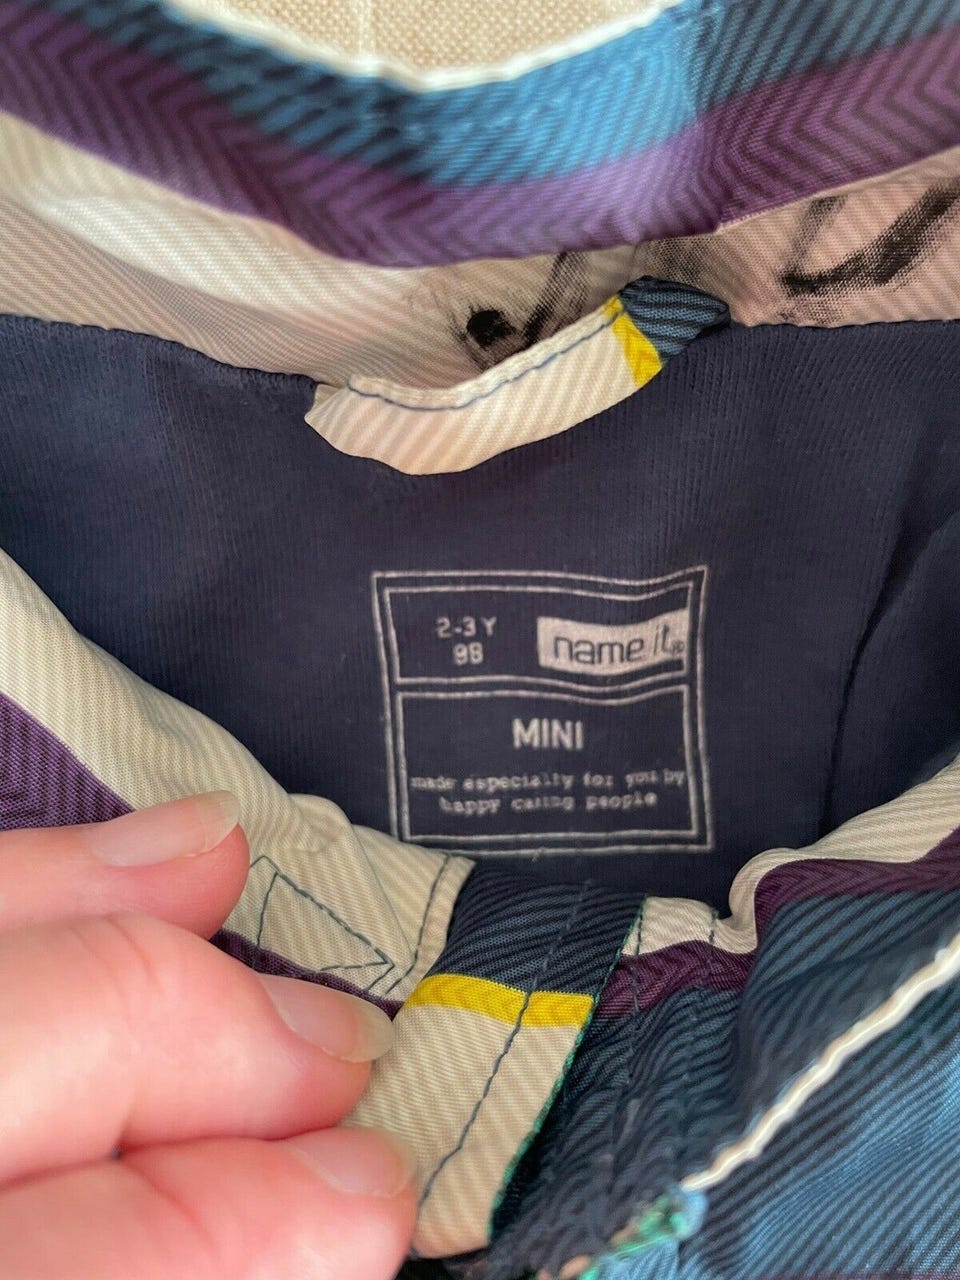 2-3 Y
98
name it®
MINI
made especially for you by
happy caring people